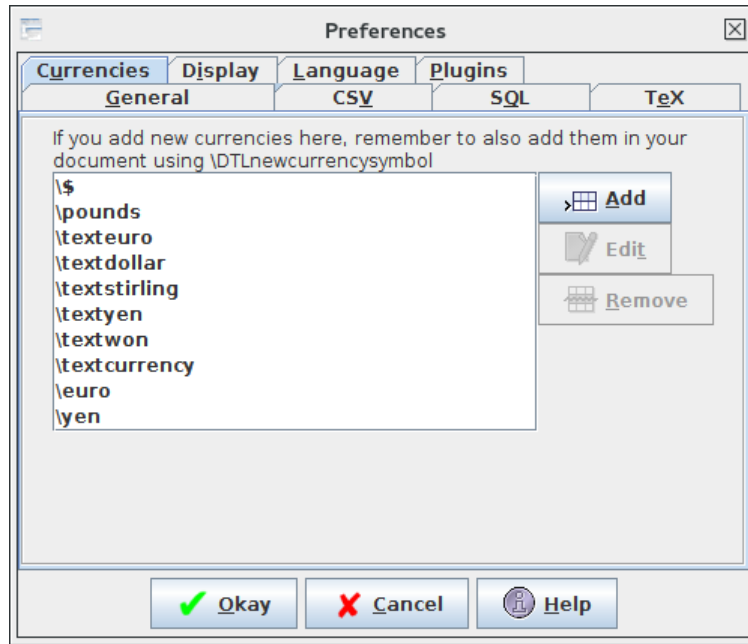 Preferences
Currencies Display Language Plugins
General CSV SQL TeX
If you add new currencies here, remember to also add them in your
document using \DTLnewcurrencysymbol
\$
\pounds
\texteuro
\textdollar
\textstirling
\textyen
\textwon
\textcurrency
\euro
\yen
Add
Edit
Remove
Okay Cancel Help